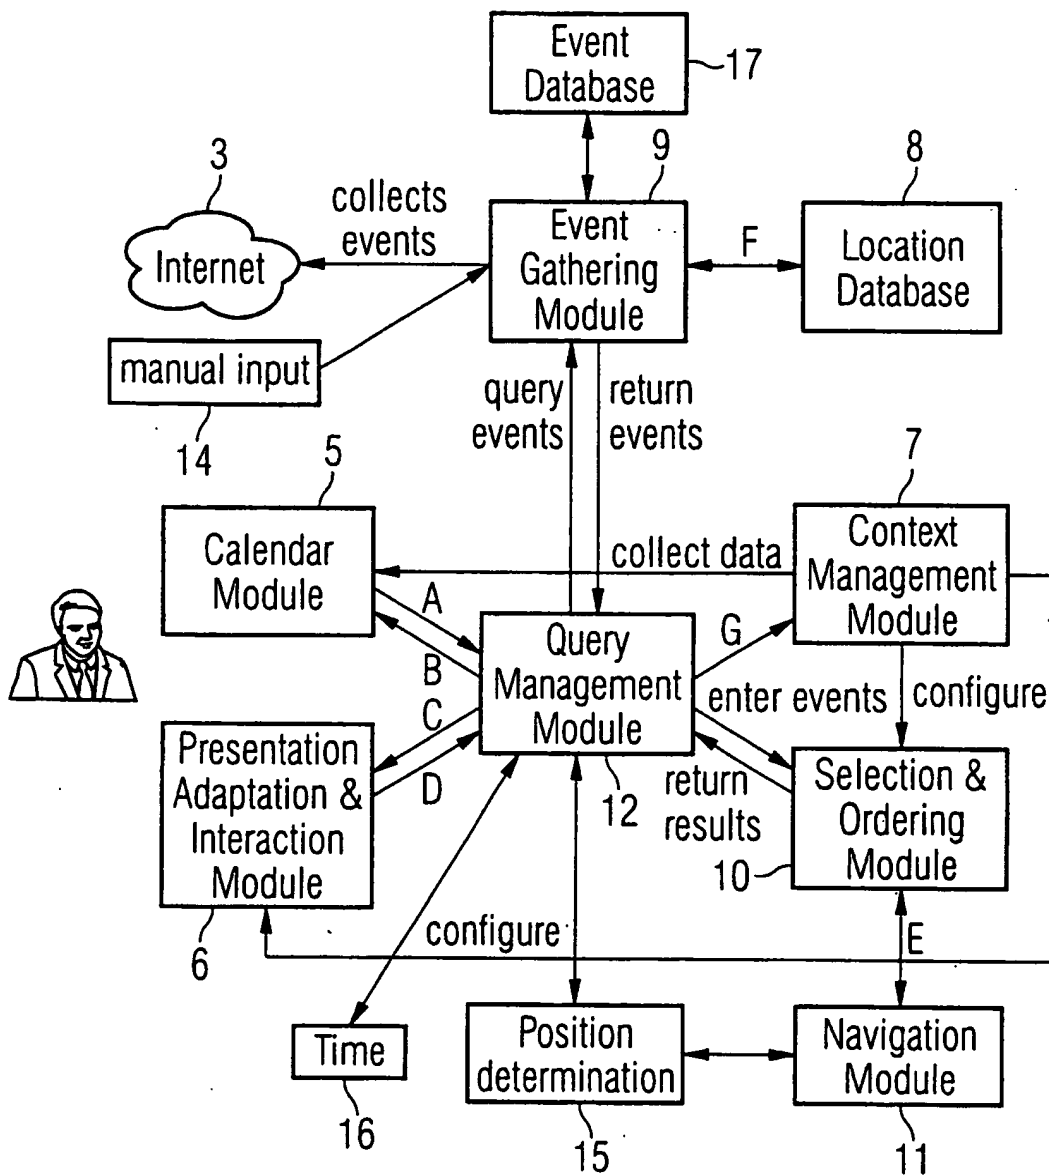 Event
Database
17
3
collects
events
Internet
9
Event
Gathering
Module
F
8
Location
Database
manual input
14
query
events
return
events
5
Calendar
Module
collect data
7
Context
Management
Module
A
B
C
D
Query
Management
Module
12
G
enter events
configure
return
results
Presentation
Adaptation &
Interaction
Module
6
Selection &
Ordering
Module
10
configure
E
Time
16
Position
determination
15
Navigation
Module
11